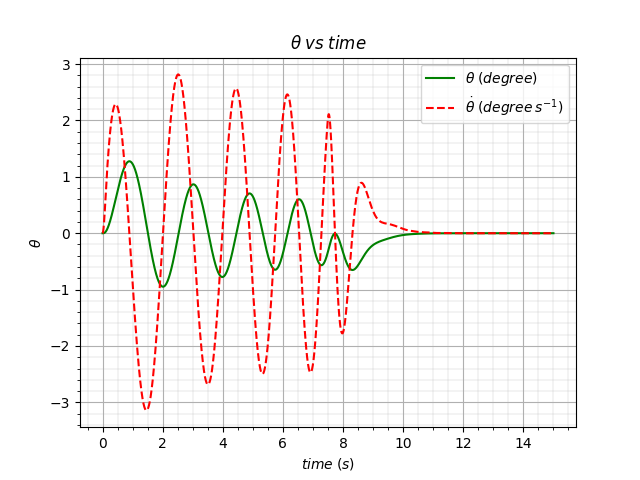 θ vs time
3
2
1
0
−1
−2
−3
θ
θ (degree)
θ̇ (degree s⁻¹)
0 2 4 6 8 10 12 14
time (s)